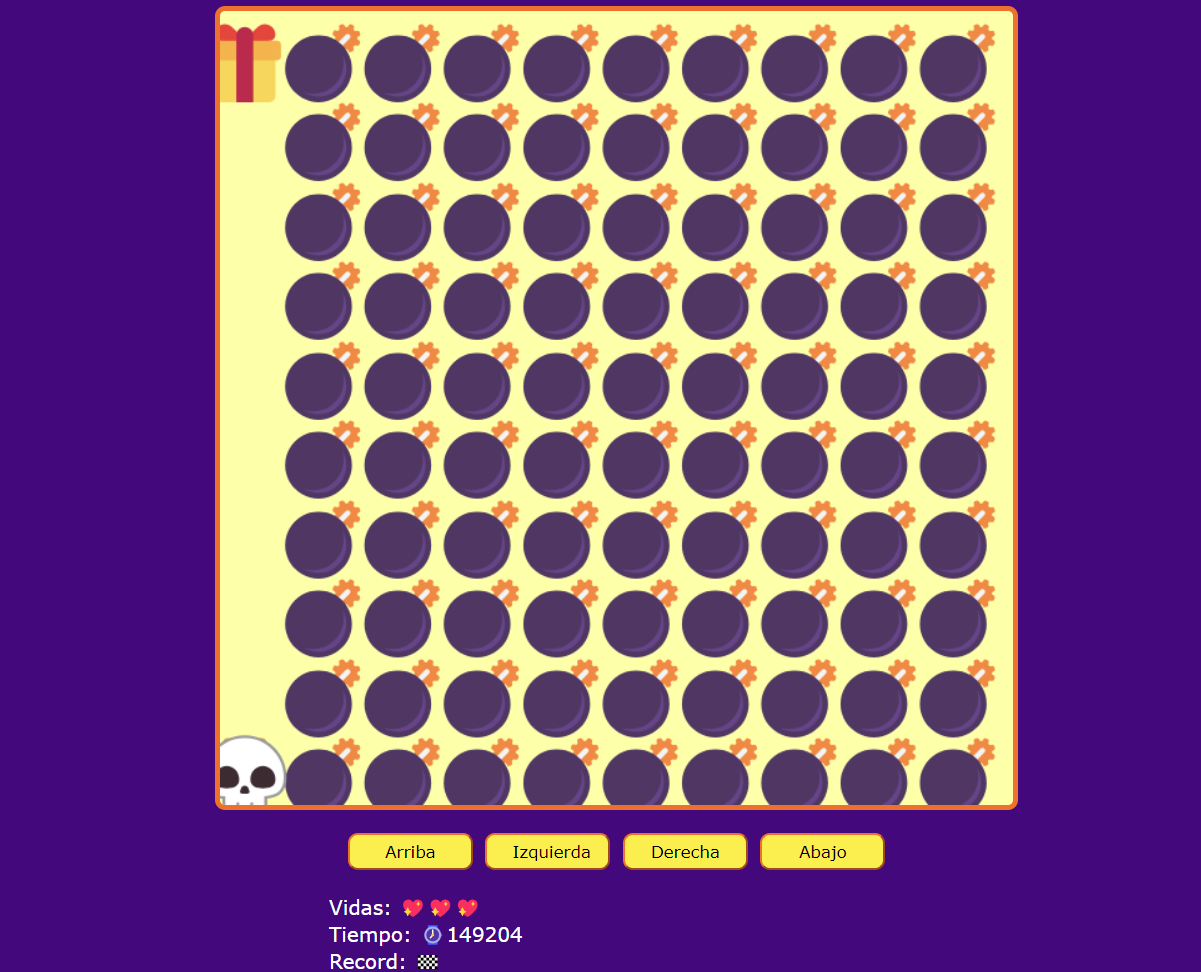 Arriba Izquierda Derecha Abajo
Vidas: 💖💖💖
Tiempo: ⌚149204
Record: 🏁